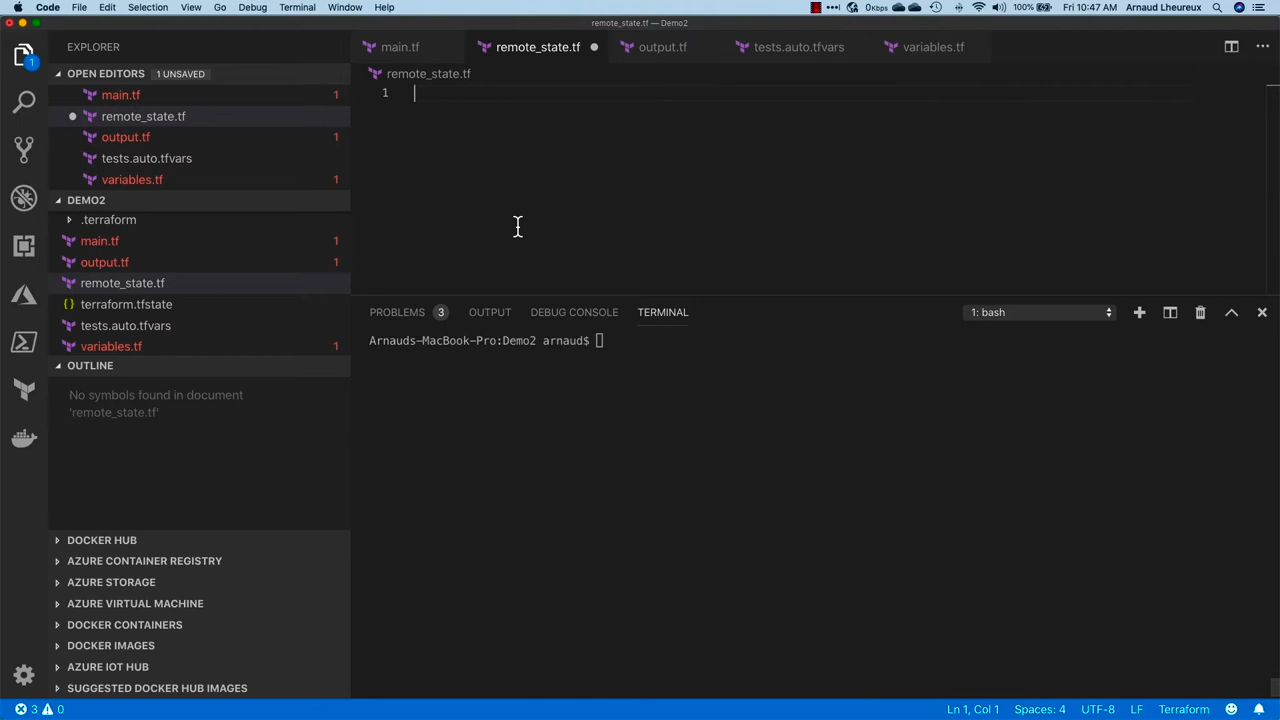 Code File Edit Selection View Go Debug Terminal Window Help 0Kbps 100% Fri 10:47 AM Arnaud Lheureux
remote_state.tf — Demo2
EXPLORER
main.tf remote_state.tf output.tf tests.auto.tfvars variables.tf
OPEN EDITORS 1 UNSAVED
remote_state.tf
main.tf 1
1
remote_state.tf
output.tf 1
tests.auto.tfvars
variables.tf 1
DEMO2
.terraform
main.tf 1
output.tf 1
remote_state.tf
terraform.tfstate
tests.auto.tfvars
variables.tf 1
PROBLEMS 3 OUTPUT DEBUG CONSOLE TERMINAL 1: bash
Arnauds-MacBook-Pro:Demo2 arnaud$
OUTLINE
No symbols found in document
'remote_state.tf'
DOCKER HUB
AZURE CONTAINER REGISTRY
AZURE STORAGE
AZURE VIRTUAL MACHINE
DOCKER CONTAINERS
DOCKER IMAGES
AZURE IOT HUB
SUGGESTED DOCKER HUB IMAGES
1
3 0 Ln 1, Col 1 Spaces: 4 UTF-8 LF Terraform